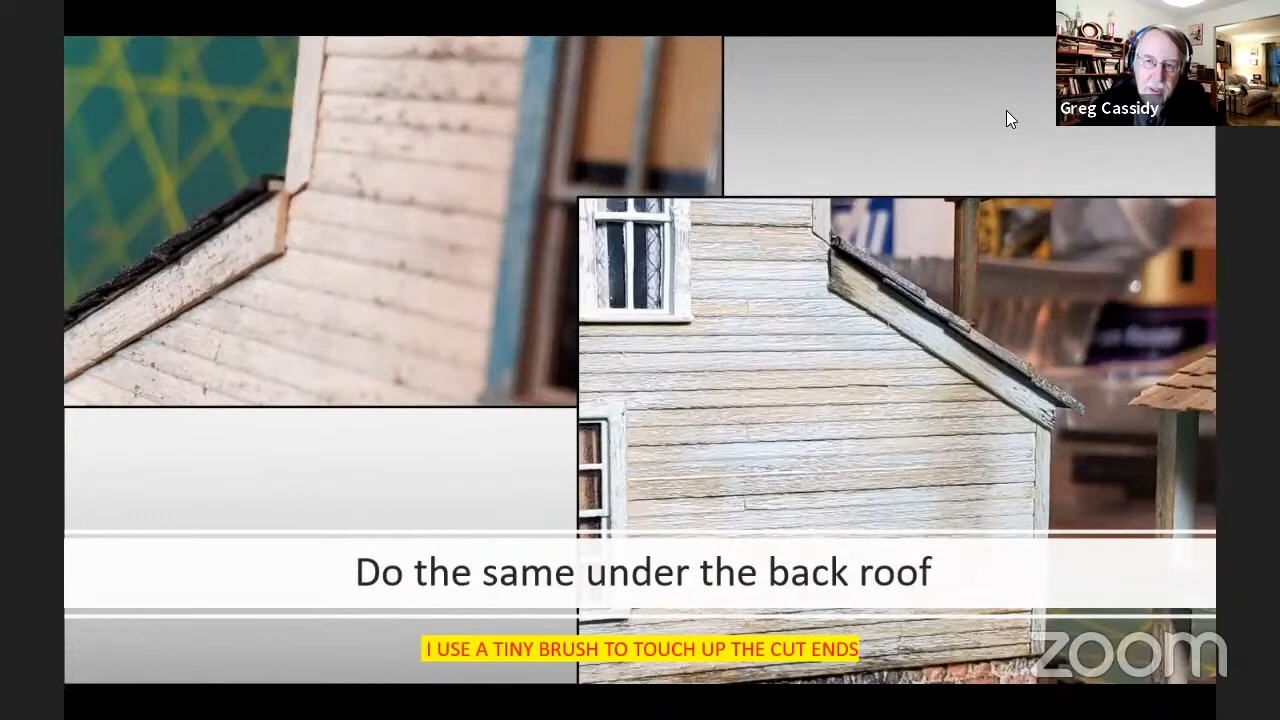 Greg Cassidy
Do the same under the back roof
I USE A TINY BRUSH TO TOUCH UP THE CUT ENDS
zoom